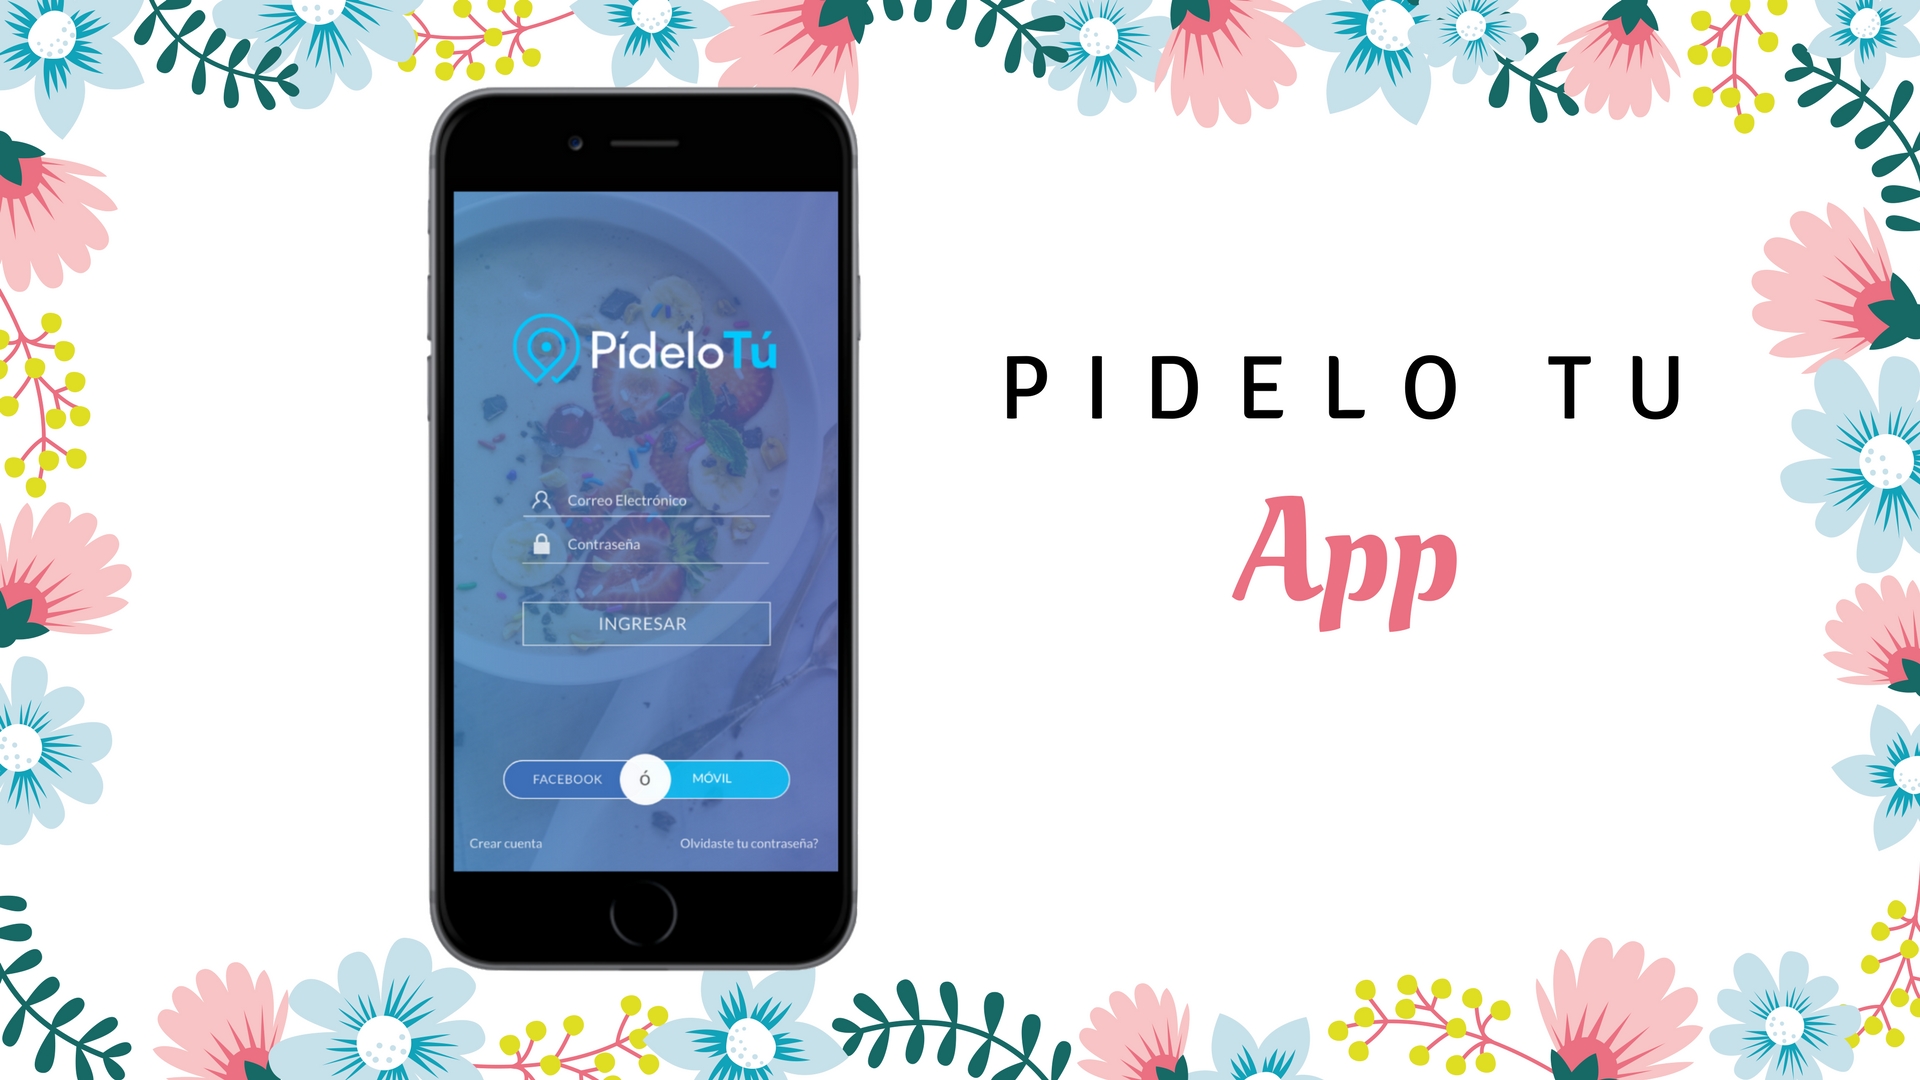 PídeloTú
Correo Electrónico
Contraseña
INGRESAR
FACEBOOK ó MÓVIL
Crear cuenta Olvidaste tu contraseña?
PIDELO TU
App